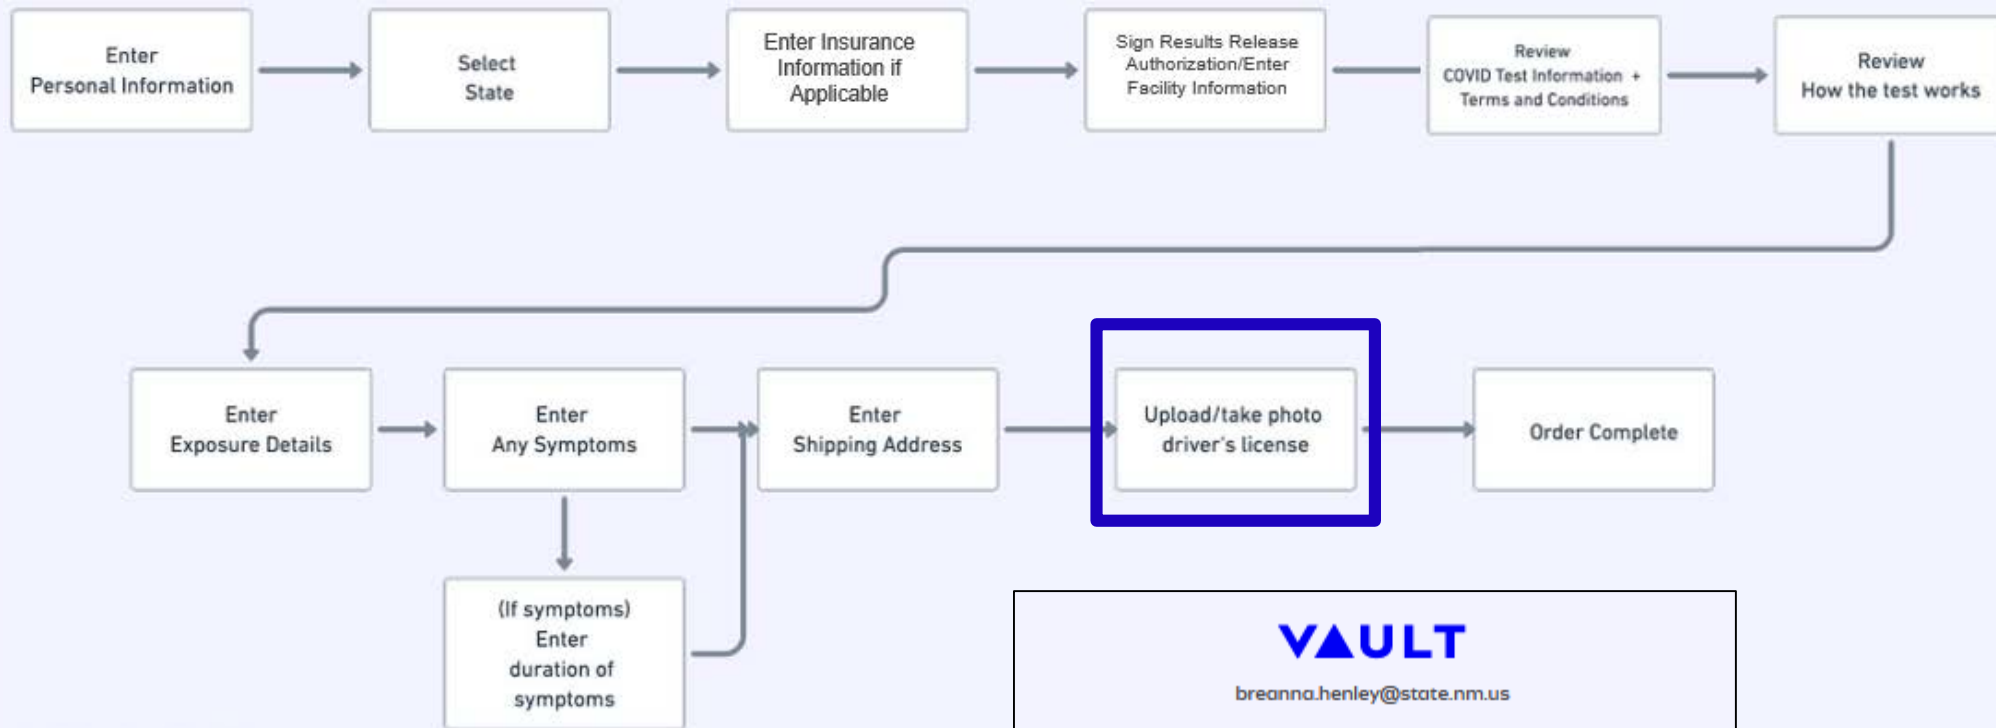 Enter
Personal Information
Select
State
Enter Insurance
Information if
Applicable
Sign Results Release
Authorization/Enter
Facility Information
Review
COVID Test Information +
Terms and Conditions
Review
How the test works
Enter
Exposure Details
Enter
Any Symptoms
Enter
Shipping Address
Upload/take photo
driver's license
Order Complete
(If symptoms)
Enter
duration of
symptoms
VAULT
breanna.henley@state.nm.us